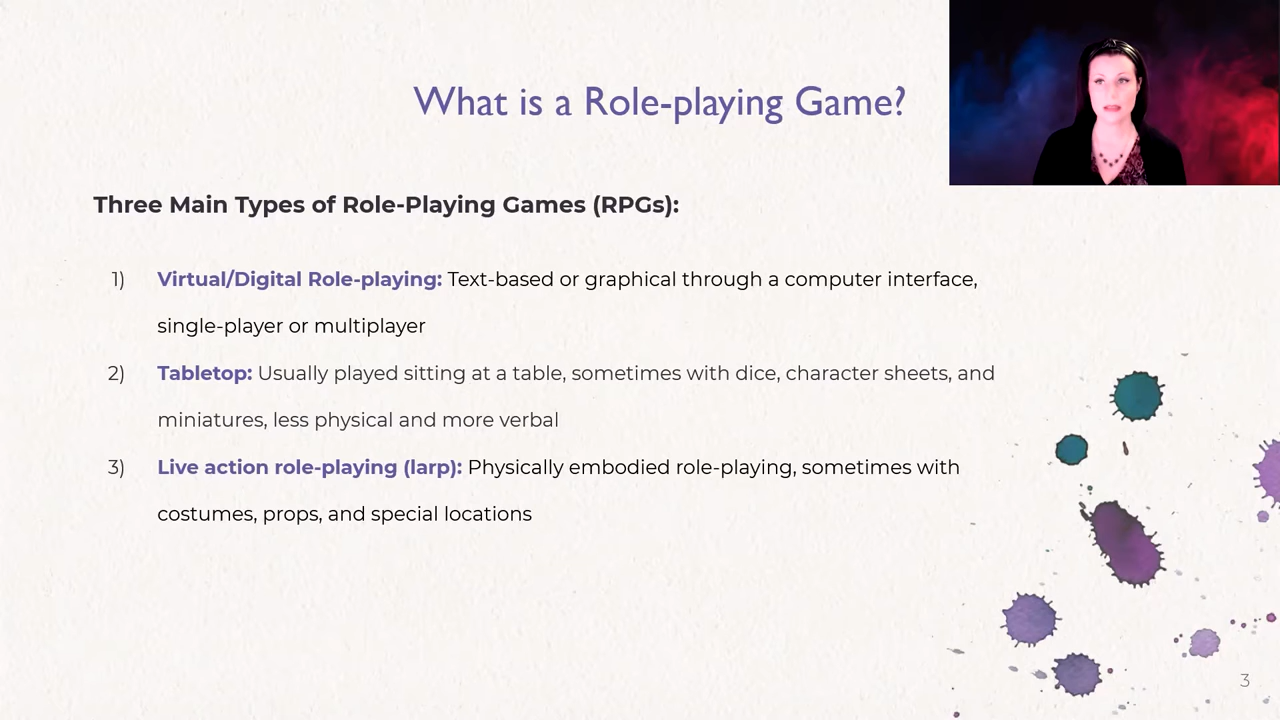 What is a Role-playing Game?
Three Main Types of Role-Playing Games (RPGs):
1) Virtual/Digital Role-playing: Text-based or graphical through a computer interface,
single-player or multiplayer
2) Tabletop: Usually played sitting at a table, sometimes with dice, character sheets, and
miniatures, less physical and more verbal
3) Live action role-playing (larp): Physically embodied role-playing, sometimes with
costumes, props, and special locations
3